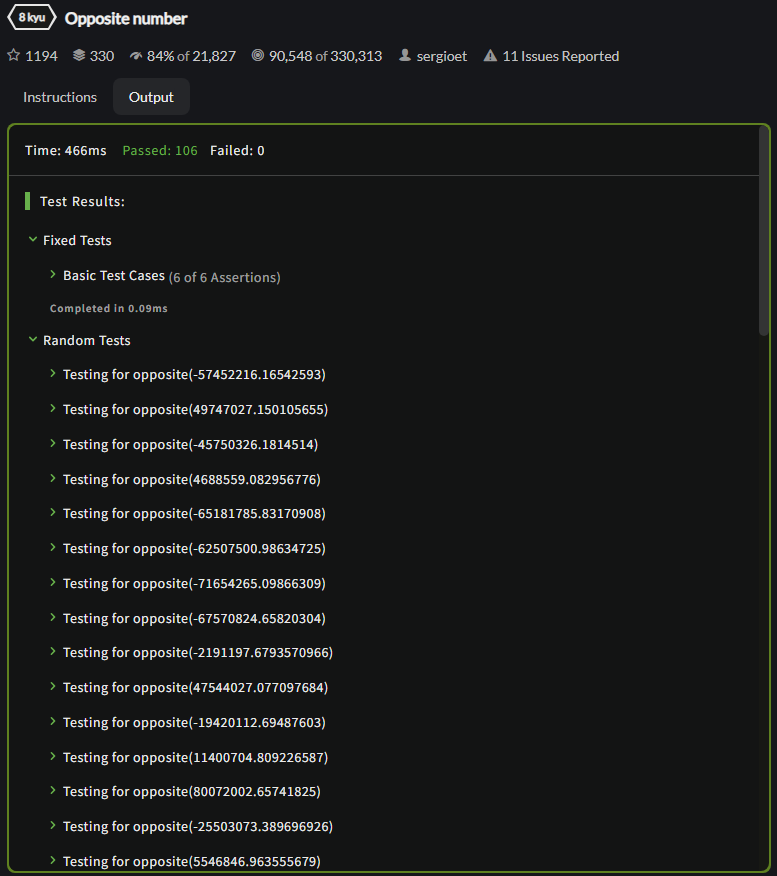 8 kyu Opposite number
1194 330 84% of 21,827 90,548 of 330,313 sergioet 11 Issues Reported
Instructions Output
Time: 466ms Passed: 106 Failed: 0
Test Results:
Fixed Tests
Basic Test Cases (6 of 6 Assertions)
Completed in 0.09ms
Random Tests
Testing for opposite(-57452216.16542593)
Testing for opposite(49747027.150105655)
Testing for opposite(-45750326.1814514)
Testing for opposite(4688559.082956776)
Testing for opposite(-65181785.83170908)
Testing for opposite(-62507500.98634725)
Testing for opposite(-71654265.09866309)
Testing for opposite(-67570824.65820304)
Testing for opposite(-2191197.6793570966)
Testing for opposite(47544027.077097684)
Testing for opposite(-19420112.69487603)
Testing for opposite(11400704.809226587)
Testing for opposite(80072002.65741825)
Testing for opposite(-25503073.389696926)
Testing for opposite(5546846.963555679)